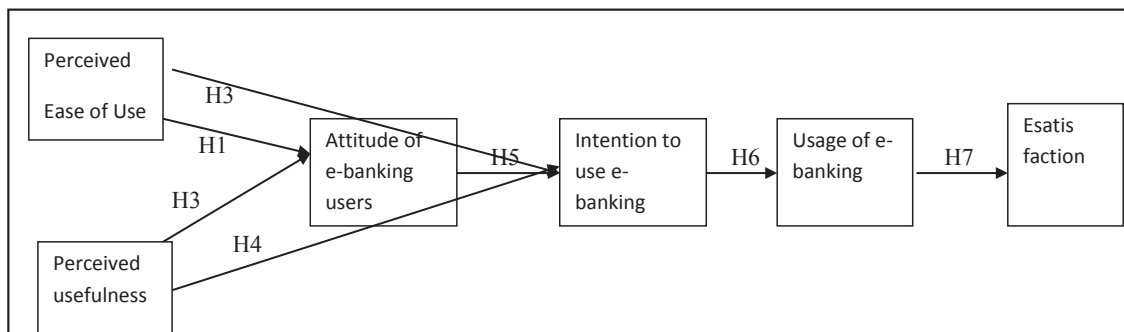 Perceived
Ease of Use
H3
H1
Attitude of
e-banking
users
H5
Intention to
use e-
banking
H6
Usage of e-
banking
H7
Esatis
faction
H3
H4
Perceived
usefulness